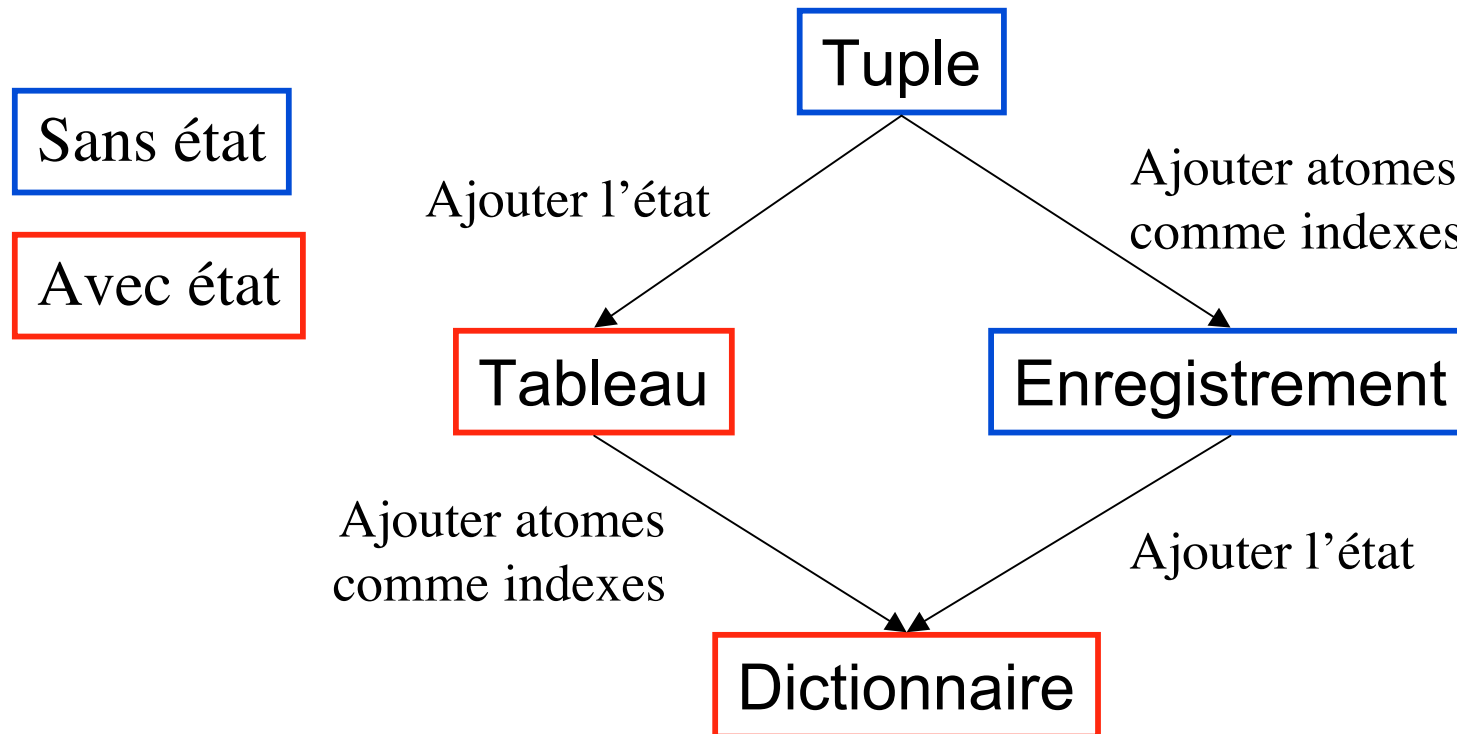 Tuple
Sans état
Avec état
Ajouter l’état
Ajouter atomes
comme indexes
Tableau
Enregistrement
Ajouter atomes
comme indexes
Ajouter l’état
Dictionnaire